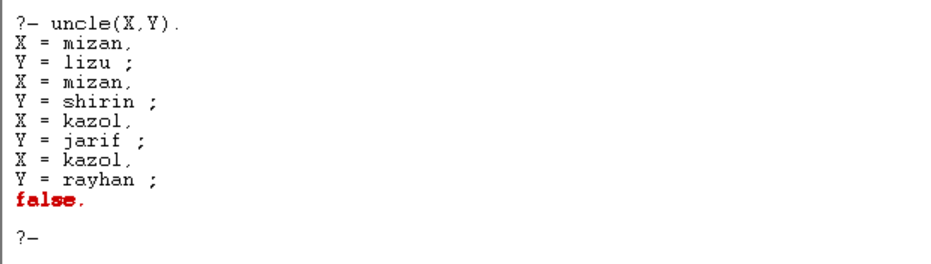 ?- uncle(X,Y).
X = mizan,
Y = lizu ;
X = mizan,
Y = shirin ;
X = kazol,
Y = jarif ;
X = kazol,
Y = rayhan ;
false.
?-